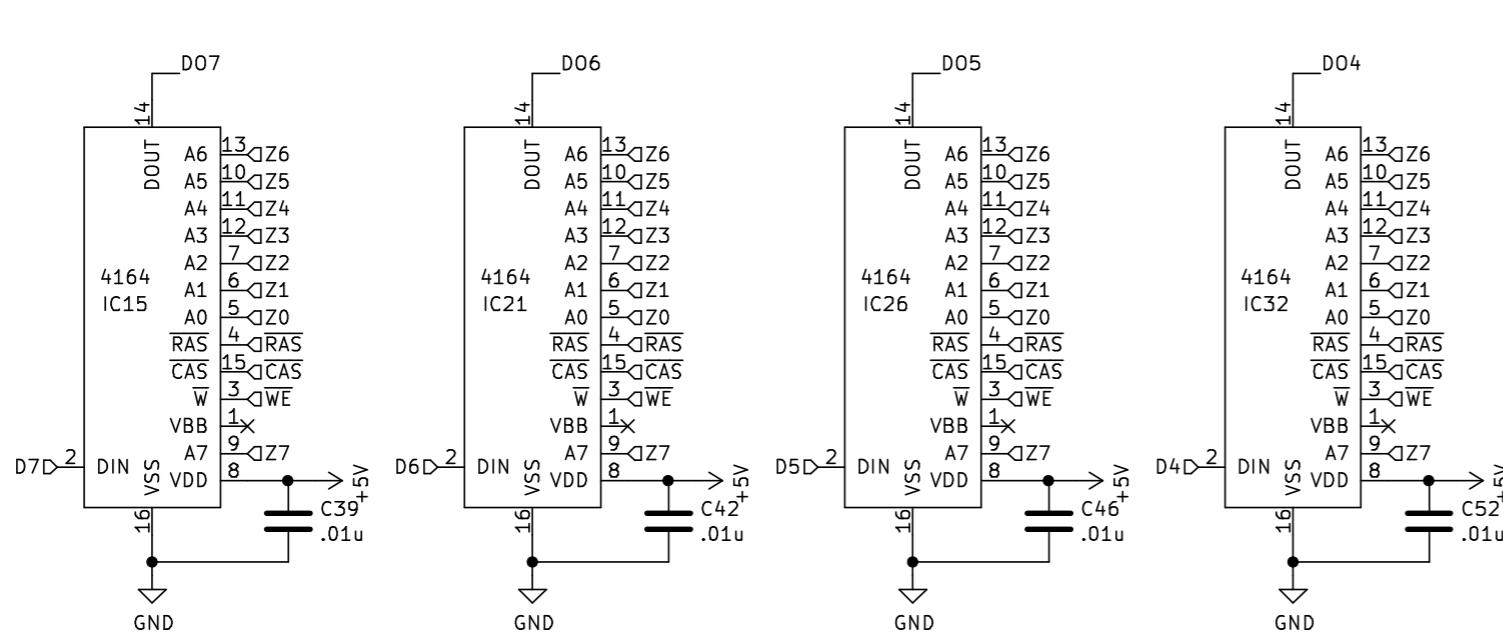 DO7
14
DOUT
A6 13 Z6
A5 10 Z5
A4 11 Z4
A3 12 Z3
A2 7 Z2
A1 6 Z1
A0 5 Z0
RAS 4 RAS
CAS 15 CAS
W 3 WE
VBB 1
A7 9 Z7
VDD 8
4164
IC15
D7 2 DIN
VSS
16
+5V
C39
.01u
GND
DO6
14
DOUT
A6 13 Z6
A5 10 Z5
A4 11 Z4
A3 12 Z3
A2 7 Z2
A1 6 Z1
A0 5 Z0
RAS 4 RAS
CAS 15 CAS
W 3 WE
VBB 1
A7 9 Z7
VDD 8
4164
IC21
D6 2 DIN
VSS
16
+5V
C42
.01u
GND
DO5
14
DOUT
A6 13 Z6
A5 10 Z5
A4 11 Z4
A3 12 Z3
A2 7 Z2
A1 6 Z1
A0 5 Z0
RAS 4 RAS
CAS 15 CAS
W 3 WE
VBB 1
A7 9 Z7
VDD 8
4164
IC26
D5 2 DIN
VSS
16
+5V
C46
.01u
GND
DO4
14
DOUT
A6 13 Z6
A5 10 Z5
A4 11 Z4
A3 12 Z3
A2 7 Z2
A1 6 Z1
A0 5 Z0
RAS 4 RAS
CAS 15 CAS
W 3 WE
VBB 1
A7 9 Z7
VDD 8
4164
IC32
D4 2 DIN
VSS
16
+5V
C52
.01u
GND